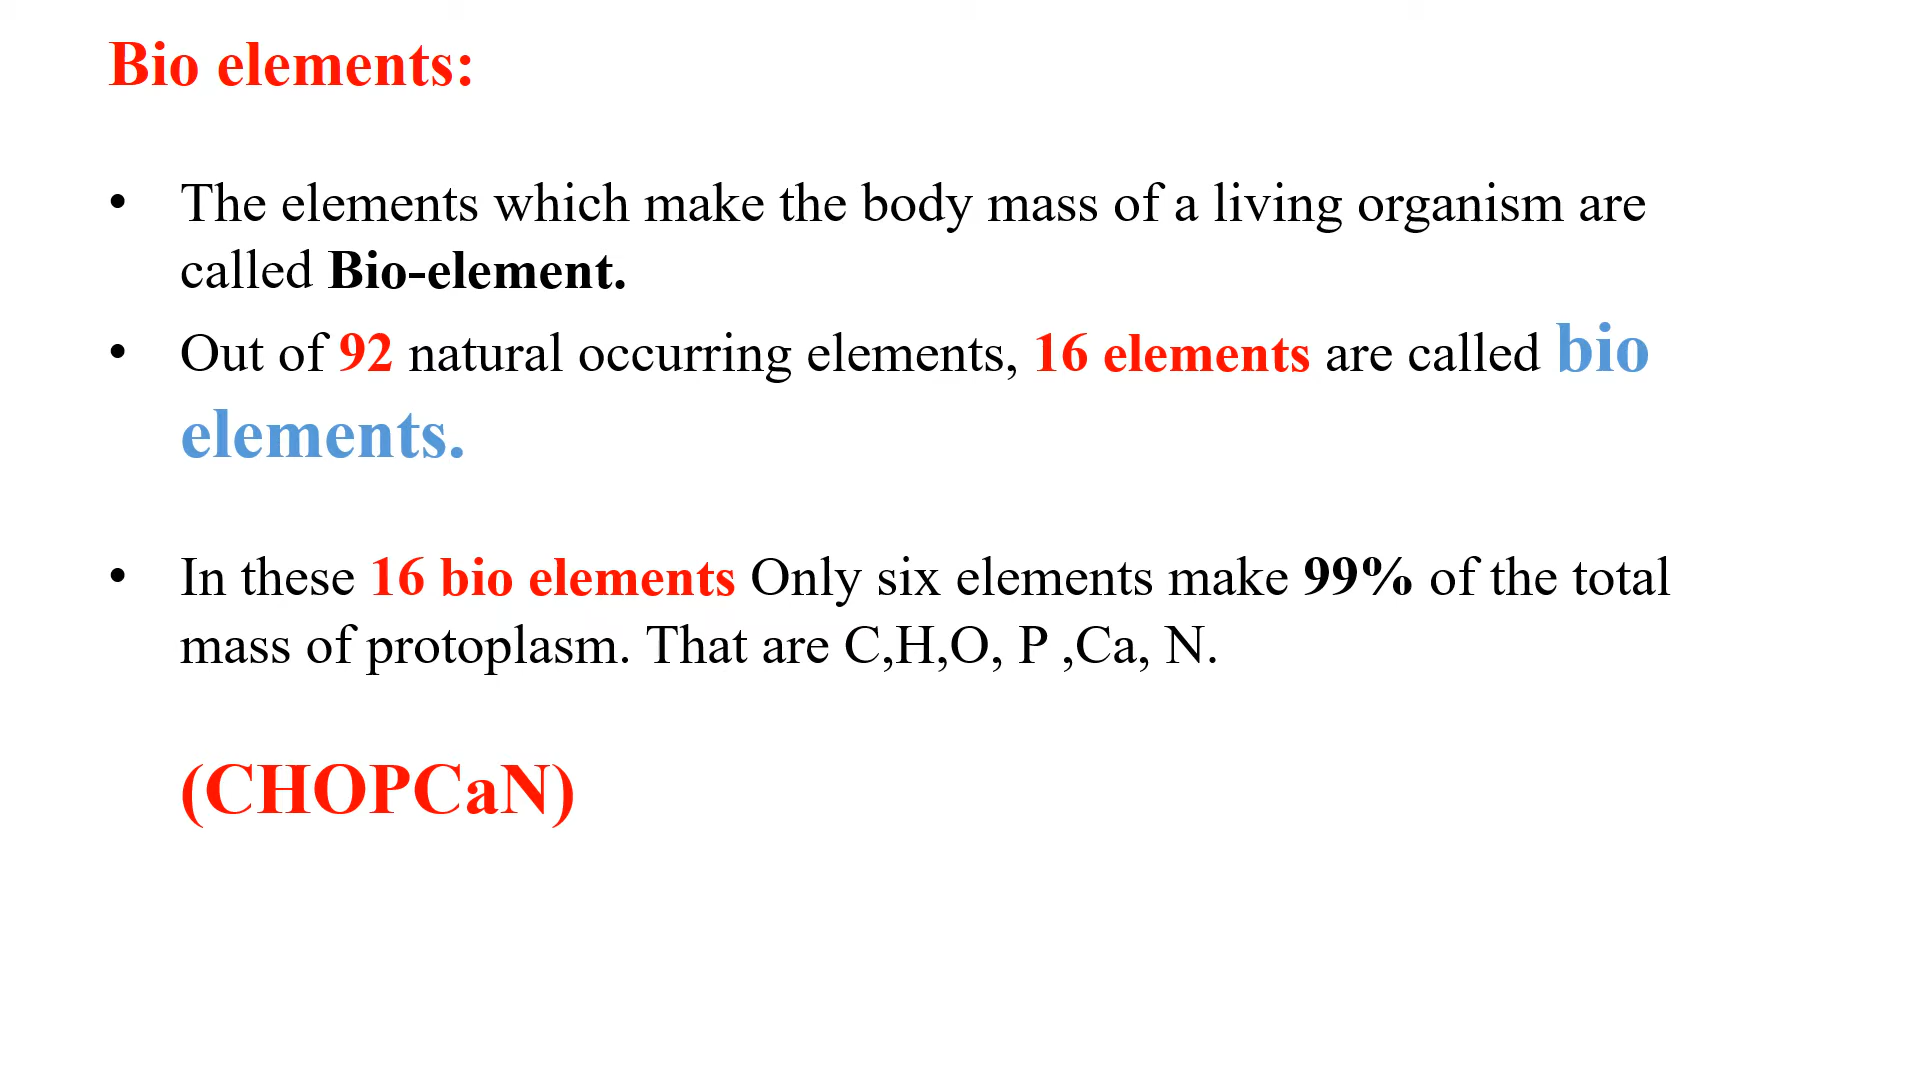 Bio elements:
• The elements which make the body mass of a living organism are
called Bio-element.
• Out of 92 natural occurring elements, 16 elements are called bio
elements.
• In these 16 bio elements Only six elements make 99% of the total
mass of protoplasm. That are C,H,O, P ,Ca, N.
(CHOPCaN)